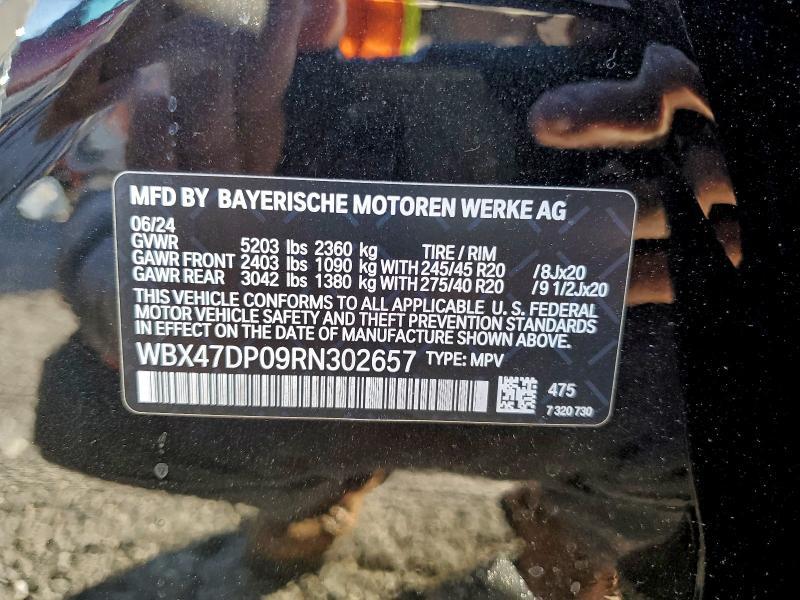 MFD BY BAYERISCHE MOTOREN WERKE AG
06/24
GVWR 5203 lbs 2360 kg TIRE / RIM
GAWR FRONT 2403 lbs 1090 kg WITH 245/45 R20 /8Jx20
GAWR REAR 3042 lbs 1380 kg WITH 275/40 R20 /9 1/2Jx20
THIS VEHICLE CONFORMS TO ALL APPLICABLE U. S. FEDERAL
MOTOR VEHICLE SAFETY AND THEFT PREVENTION STANDARDS
IN EFFECT ON THE DATE OF MANUFACTURE SHOWN ABOVE.
WBX47DP09RN302657 TYPE: MPV
475
7 320 730